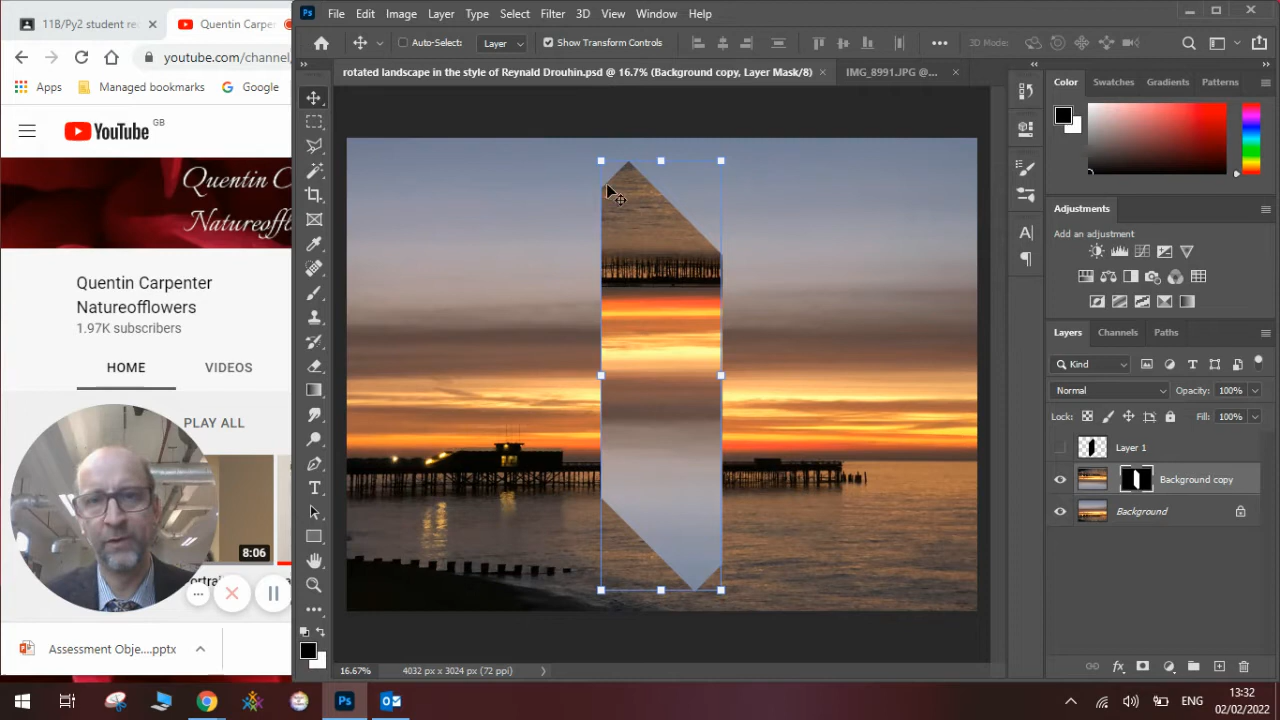 11B/Py2 student re
Quentin Carper
File Edit Image Layer Type Select Filter 3D View Window Help
youtube.com/channel,
Auto-Select: Layer Show Transform Controls 3D Mode:
rotated landscape in the style of Reynald Drouhin.psd @ 16.7% (Background copy, Layer Mask/8)
IMG_8991.JPG @...
Apps Managed bookmarks Google
Color Swatches Gradients Patterns
YouTube GB
Quentin C
Natureoffl
Adjustments
Add an adjustment
Quentin Carpenter
Natureofflowers
1.97K subscribers
HOME VIDEOS
PLAY ALL
8:06
Layers Channels Paths
Kind
Normal Opacity: 100%
Lock: Fill: 100%
Layer 1
Background copy
Background
Assessment Obje....pptx
16.67% 4032 px x 3024 px (72 ppi)
ENG
13:32
02/02/2022